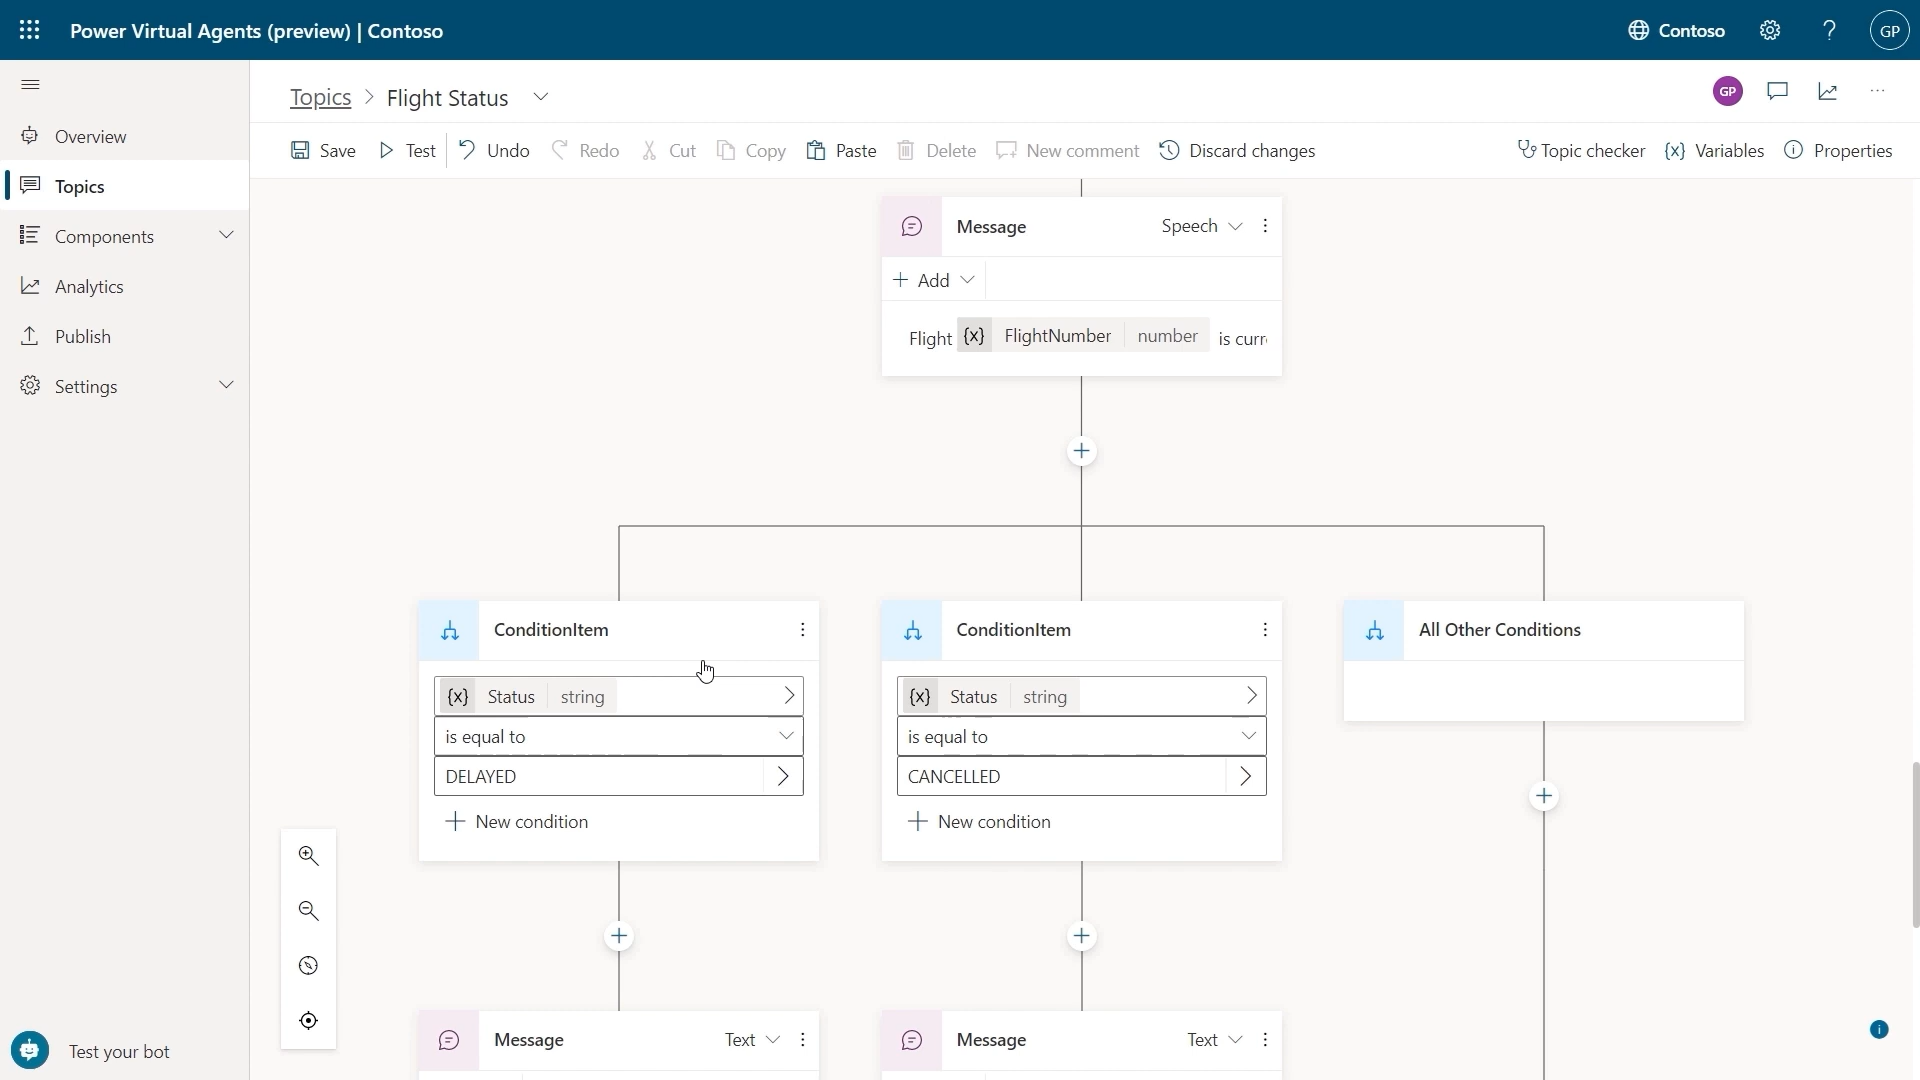 Power Virtual Agents (preview) | Contoso
Contoso
GP
Topics > Flight Status
GP
Overview
Topics
Components
Analytics
Publish
Settings
Save
Test
Undo
Redo
Cut
Copy
Paste
Delete
New comment
Discard changes
Topic checker
{x} Variables
Properties
Message
Speech
+ Add
Flight {x} FlightNumber number is curr
ConditionItem
{x} Status string
is equal to
DELAYED
+ New condition
ConditionItem
{x} Status string
is equal to
CANCELLED
+ New condition
All Other Conditions
Message
Text
Message
Text
Test your bot